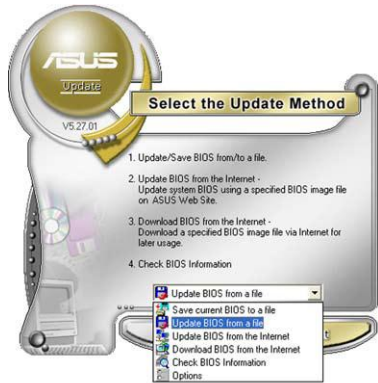 ASUS
Update
V5.27.01
Select the Update Method
1. Update/Save BIOS from/to a file.
2. Update BIOS from the Internet -
Update system BIOS using a specified BIOS image file
on ASUS Web Site.
3. Download BIOS from the Internet -
Download a specified BIOS image file via Internet for
later usage.
4. Check BIOS Information
Update BIOS from a file
Save current BIOS to a file
Update BIOS from a file
Update BIOS from the Internet
Download BIOS from the Internet
Check BIOS Information
Options